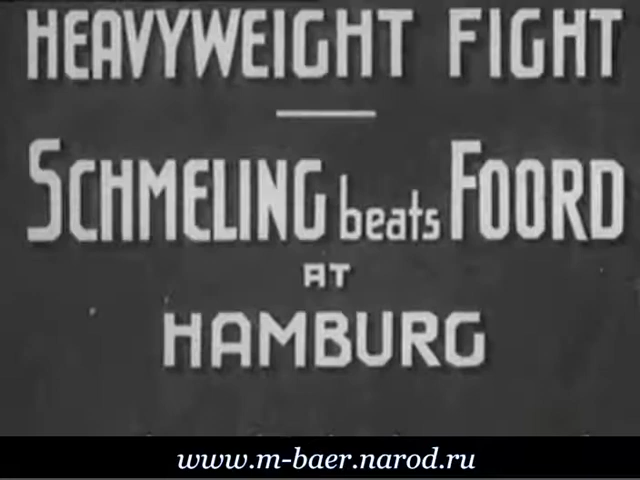 HEAVYWEIGHT FIGHT
SCHMELING beats FOORD
AT
HAMBURG
www.m-baer.narod.ru